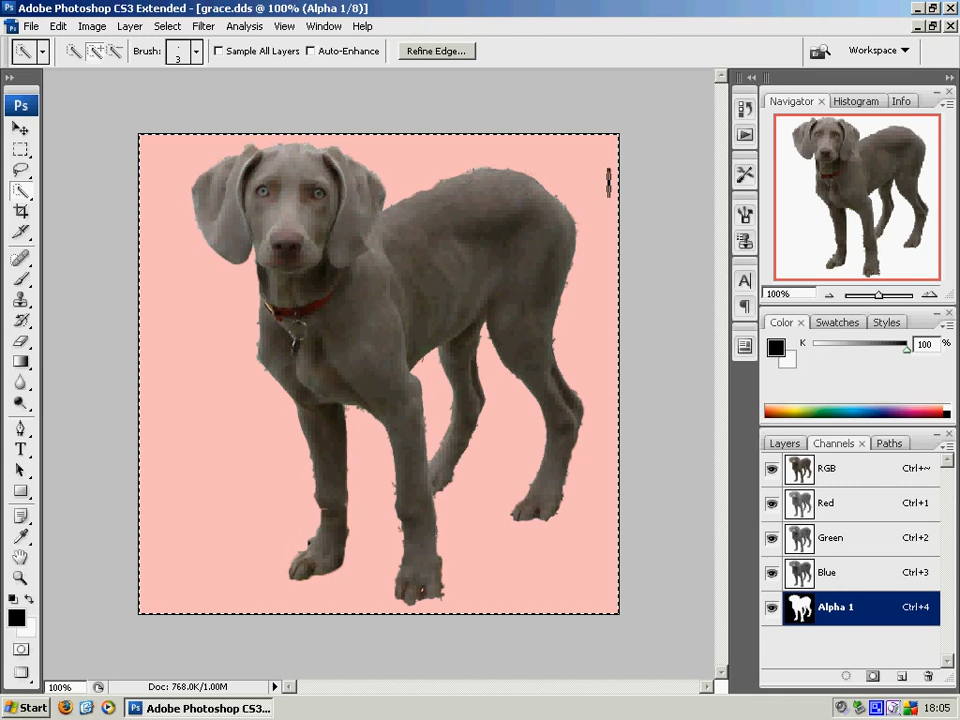 Adobe Photoshop CS3 Extended - [grace.dds @ 100% (Alpha 1/8)]
File Edit Image Layer Select Filter Analysis View Window Help
Brush: 3 Sample All Layers Auto-Enhance Refine Edge... Workspace
Ps
Navigator Histogram Info
100%
Color Swatches Styles
K 100 %
Layers Channels Paths
RGB Ctrl+~
Red Ctrl+1
Green Ctrl+2
Blue Ctrl+3
Alpha 1 Ctrl+4
100% Doc: 768.0K/1.00M
Start Adobe Photoshop CS3... 18:05